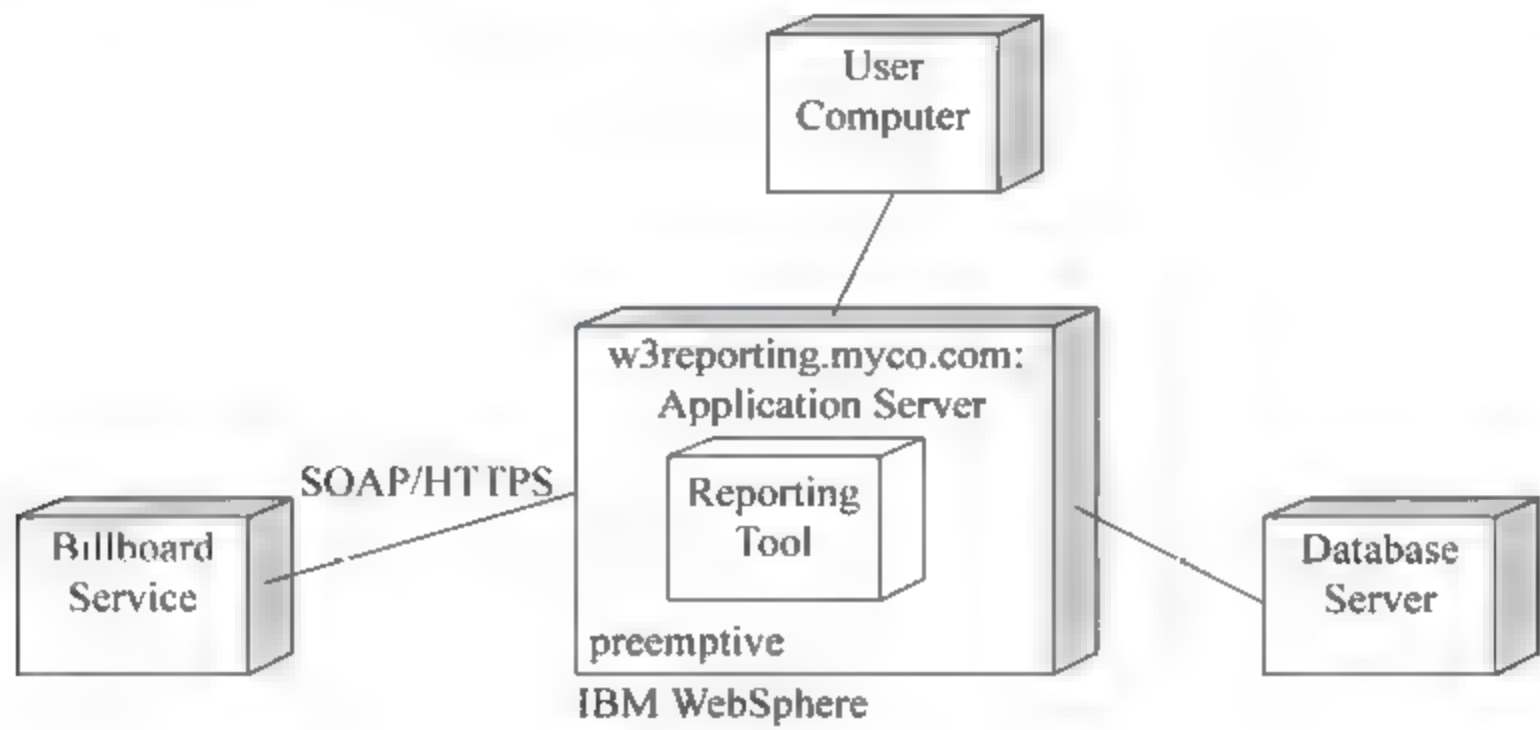 User
Computer
w3reporting.myco.com:
Application Server
SOAP/HTTPS
Reporting
Tool
Billboard
Service
Database
Server
preemptive
IBM WebSphere